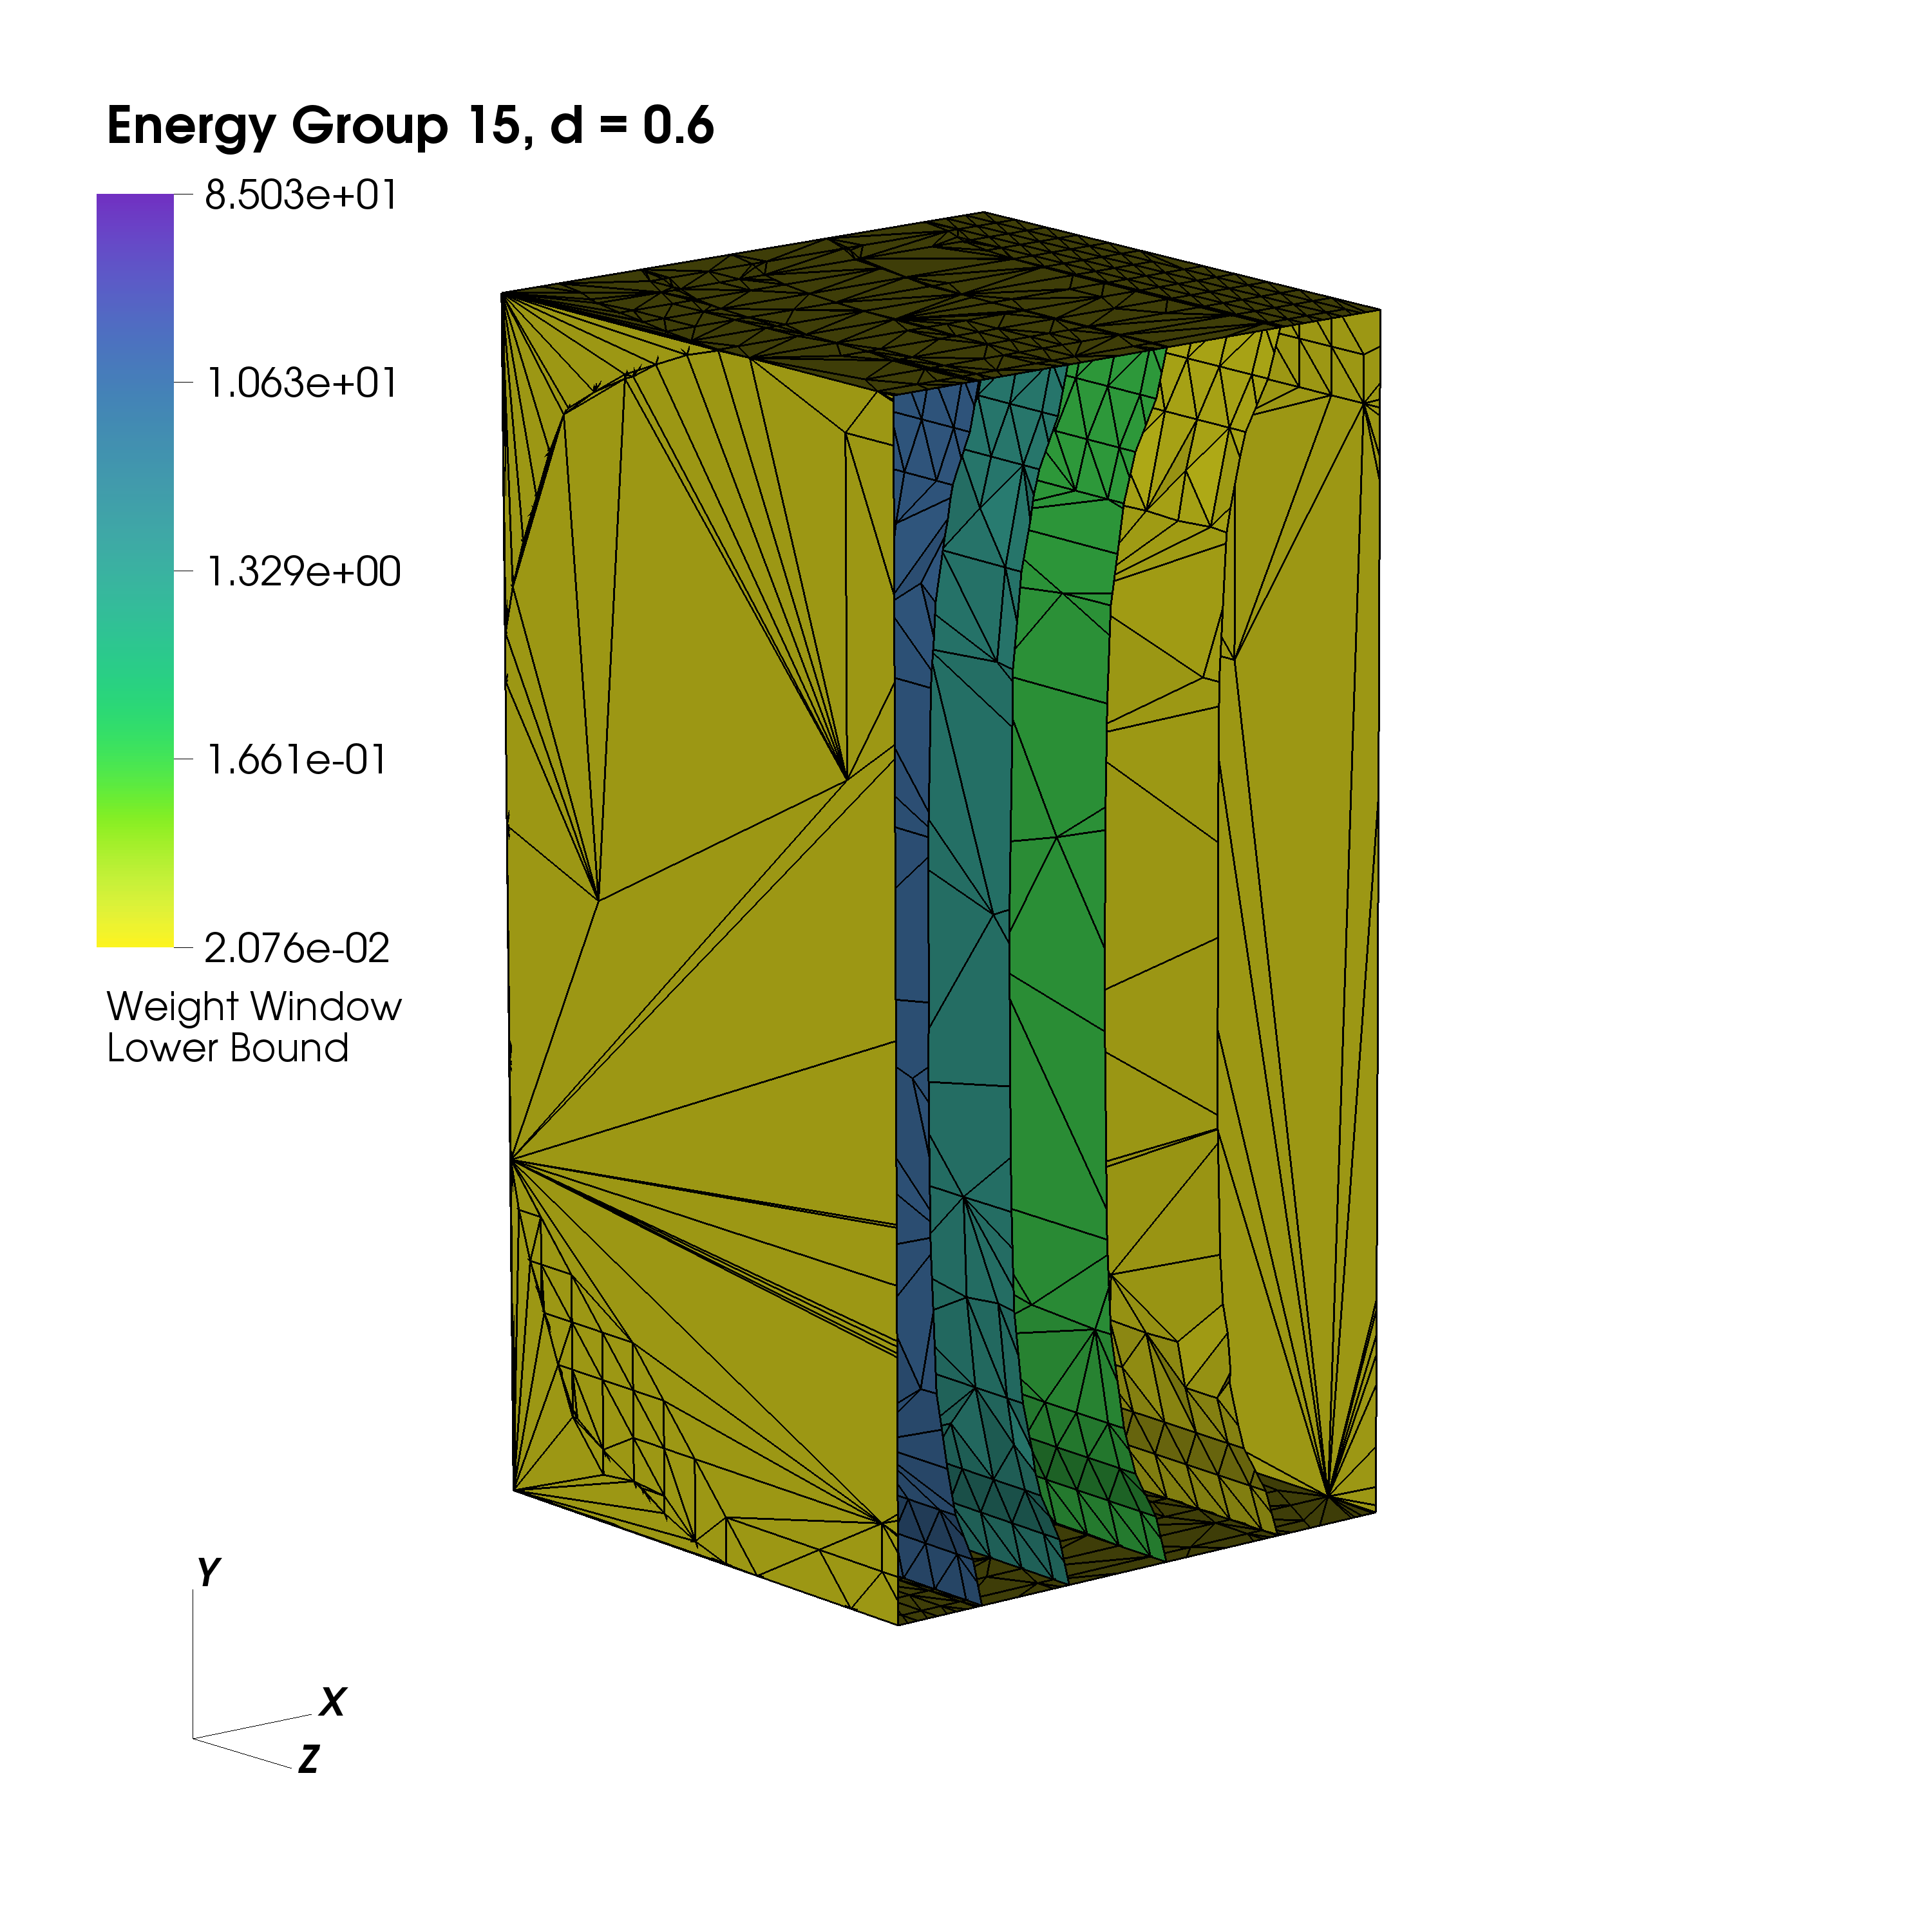 Energy Group 15, d = 0.6
8.503e+01
1.063e+01
1.329e+00
1.661e-01
2.076e-02
Weight Window
Lower Bound
Y
X
Z